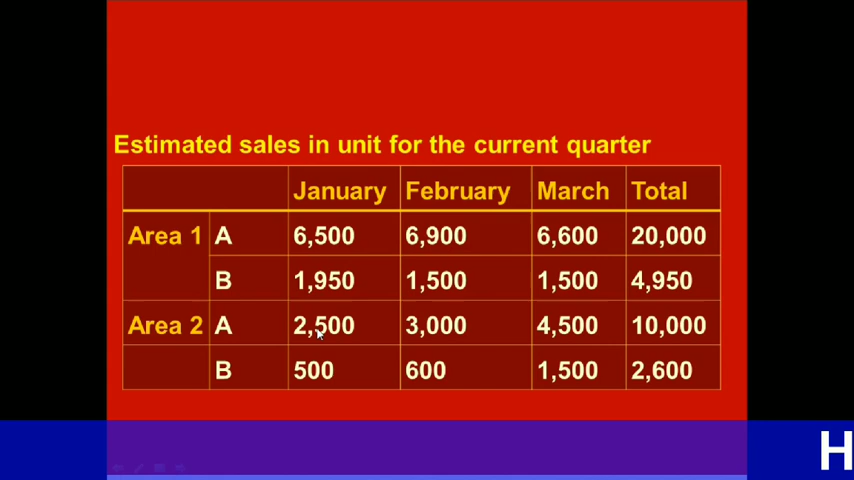 Estimated sales in unit for the current quarter
January February March Total
Area 1 A 6,500 6,900 6,600 20,000
B 1,950 1,500 1,500 4,950
Area 2 A 2,500 3,000 4,500 10,000
B 500 600 1,500 2,600
H